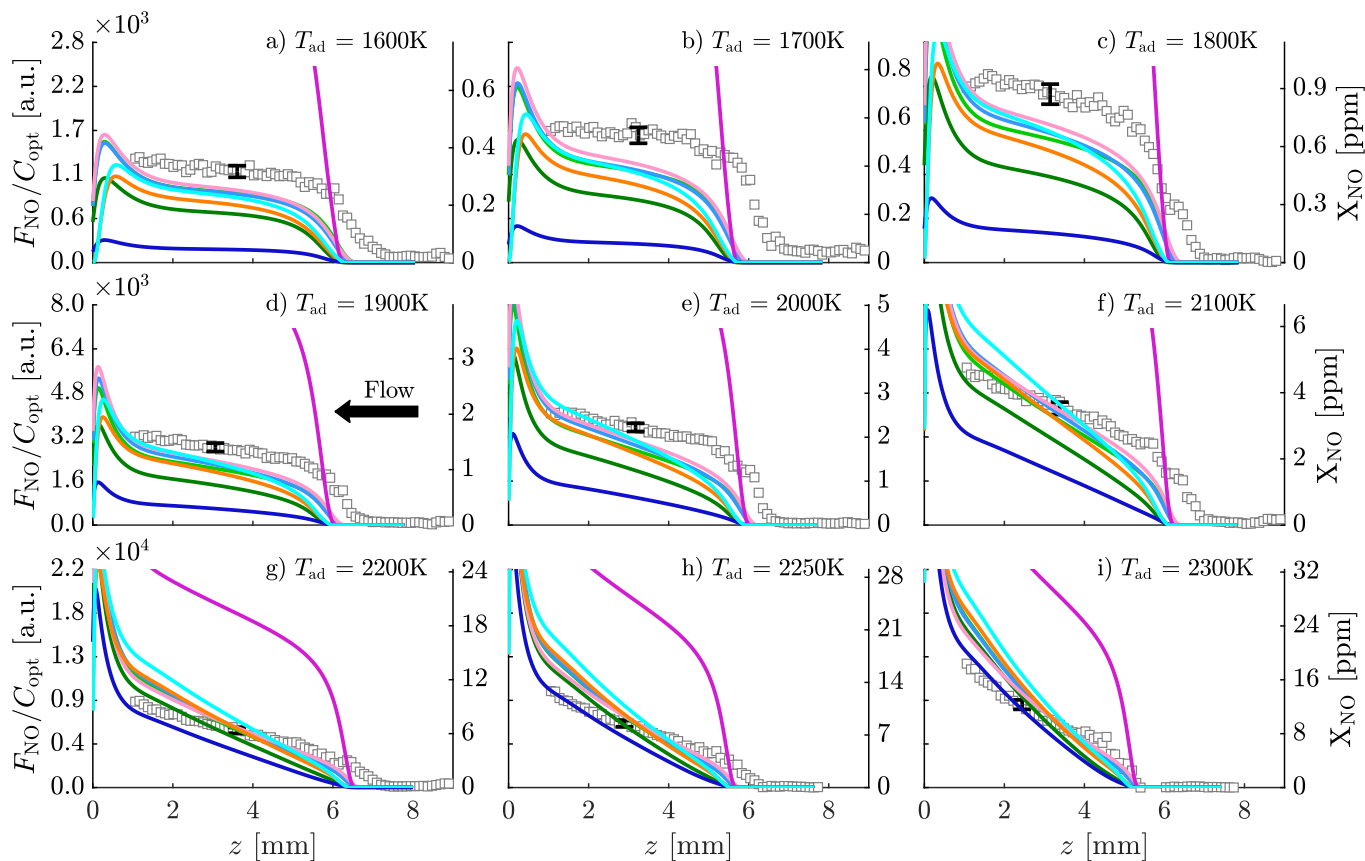 ×10³
a) T_ad = 1600K
b) T_ad = 1700K
c) T_ad = 1800K
F_NO/C_opt [a.u.]
2.8
2.2
1.7
1.1
0.6
0.0
0.6
0.4
0.2
0
0.8
0.6
0.4
0.2
0
0.9
0.6
0.3
0
X_NO [ppm]
×10³
d) T_ad = 1900K
e) T_ad = 2000K
f) T_ad = 2100K
F_NO/C_opt [a.u.]
8.0
6.4
4.8
3.2
1.6
0.0
Flow
3
2
1
0
5
4
3
2
1
0
6
4
2
0
X_NO [ppm]
×10⁴
g) T_ad = 2200K
h) T_ad = 2250K
i) T_ad = 2300K
F_NO/C_opt [a.u.]
2.2
1.8
1.3
0.9
0.4
0.0
24
18
12
6
0
28
21
14
7
0
32
24
16
8
0
X_NO [ppm]
0 2 4 6 8
0 2 4 6 8
0 2 4 6 8
z [mm]
z [mm]
z [mm]